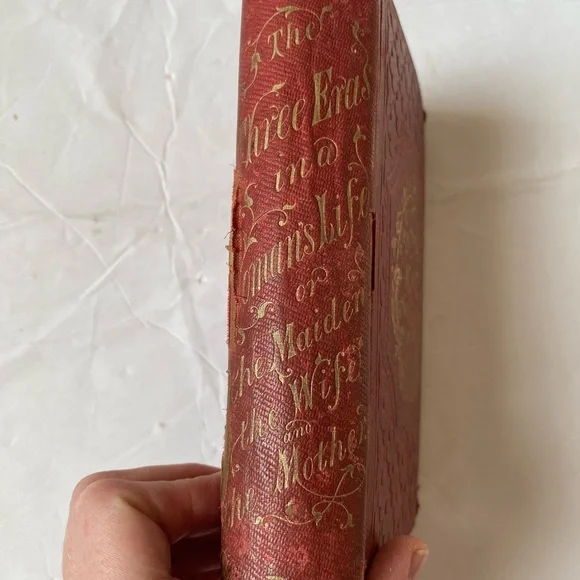 The
Three Eras
in a
Woman's Life
or
The Maiden
the Wife
and
the Mother